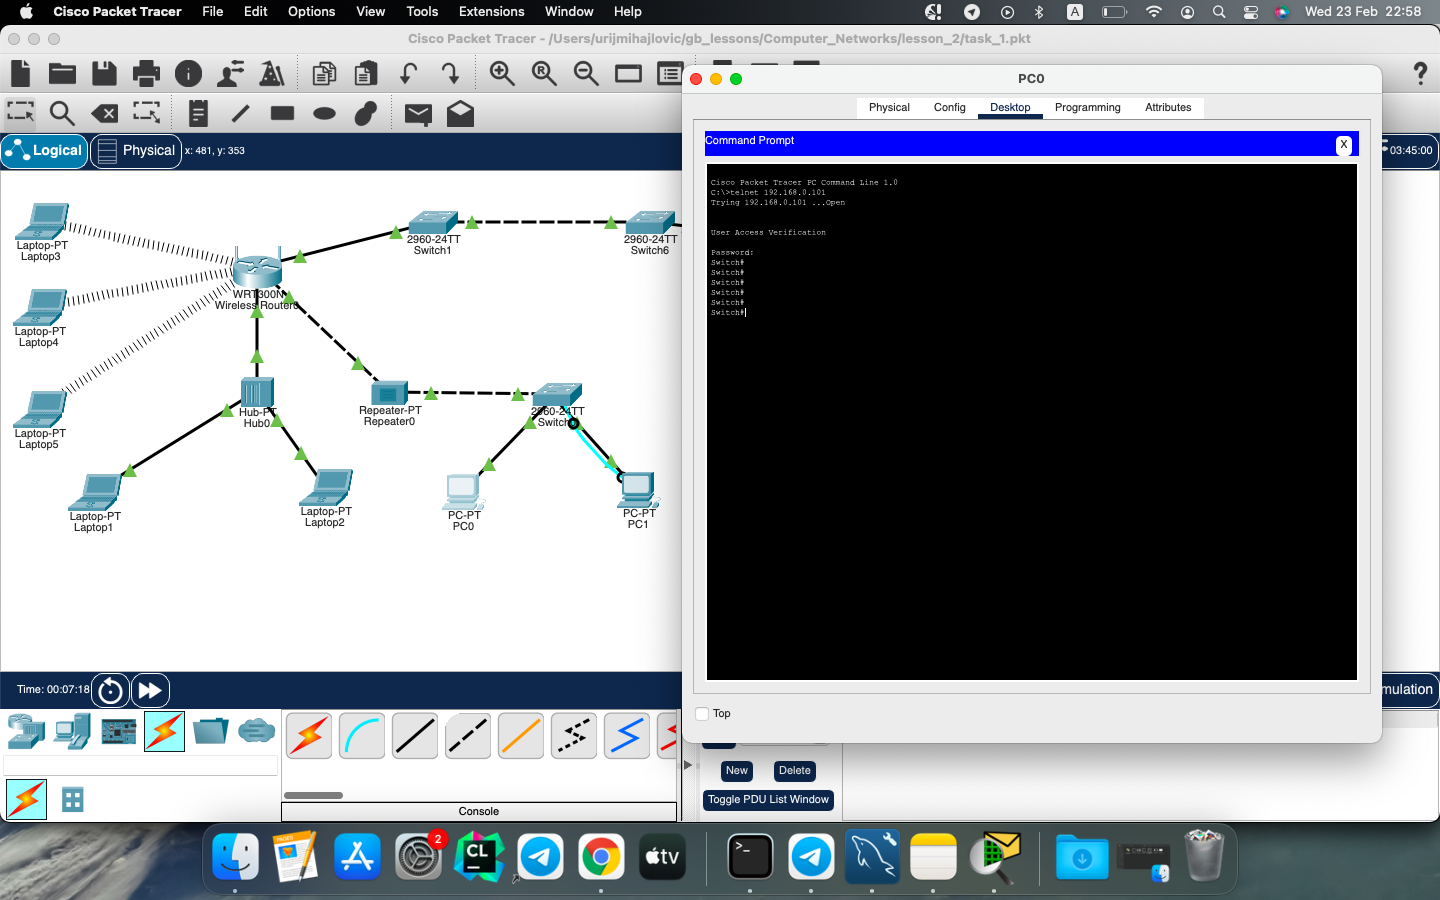 Cisco Packet Tracer File Edit Options View Tools Extensions Window Help A Wed 23 Feb 22:58
Cisco Packet Tracer - /Users/urijmihajlovic/gb_lessons/Computer_Networks/lesson_2/task_1.pkt
Logical Physical x: 481, y: 353
03:45:00
Laptop-PT
Laptop3
Laptop-PT
Laptop4
Laptop-PT
Laptop5
WRT300N
Wireless Router0
2960-24TT
Switch1
2960-24TT
Switch6
Hub-PT
Hub0
Repeater-PT
Repeater0
2960-24TT
Switch
Laptop-PT
Laptop1
Laptop-PT
Laptop2
PC-PT
PC0
PC-PT
PC1
PC0
Physical Config Desktop Programming Attributes
Command Prompt
X
Cisco Packet Tracer PC Command Line 1.0
C:\>telnet 192.168.0.101
Trying 192.168.0.101 ...Open
User Access Verification
Password:
Switch#
Switch#
Switch#
Switch#
Switch#
Switch#
Top
Time: 00:07:18
mulation
New Delete
Toggle PDU List Window
Console
PAGES
2
CL
tv
>_